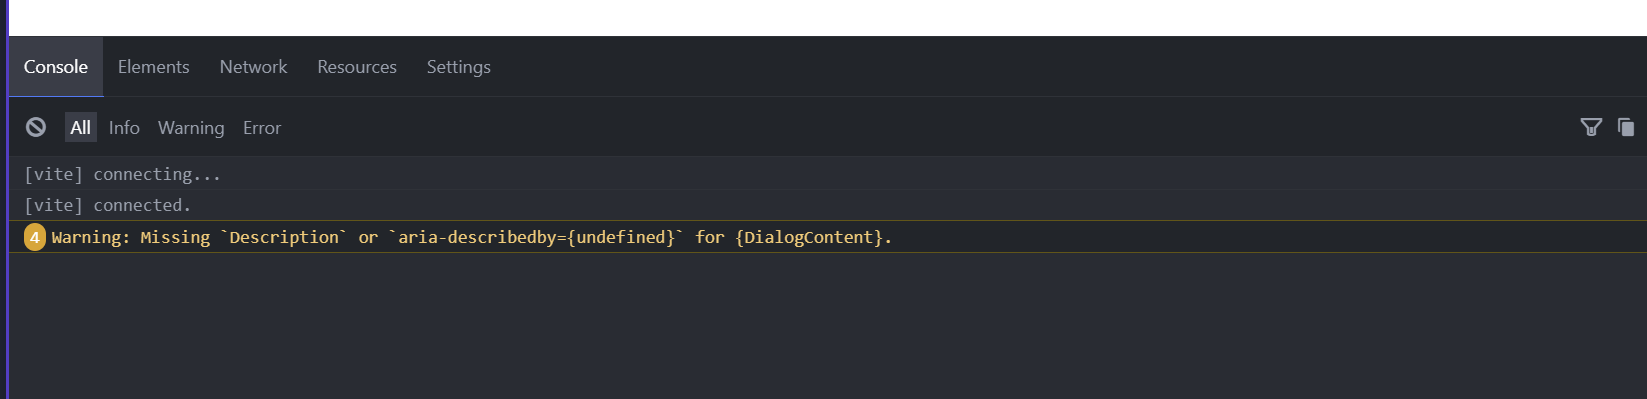 Console Elements Network Resources Settings
All Info Warning Error
[vite] connecting...
[vite] connected.
4 Warning: Missing `Description` or `aria-describedby={undefined}` for {DialogContent}.